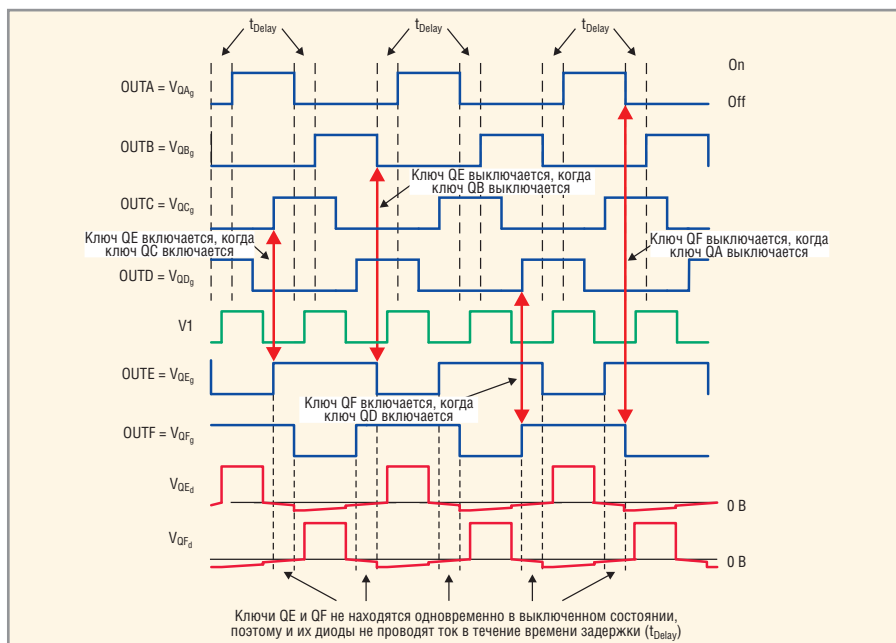 tDelay
tDelay
tDelay
On
OUTA = VQAg
Off
OUTB = VQBg
Ключ QE выключается, когда
ключ QB выключается
OUTC = VQCg
Ключ QE включается, когда
ключ QC включается
Ключ QF выключается, когда
ключ QA выключается
OUTD = VQDg
V1
OUTE = VQEg
Ключ QF включается, когда
ключ QD включается
OUTF = VQFg
VQEd
0 В
VQFd
0 В
Ключи QE и QF не находятся одновременно в выключенном состоянии,
поэтому и их диоды не проводят ток в течение времени задержки (tDelay)